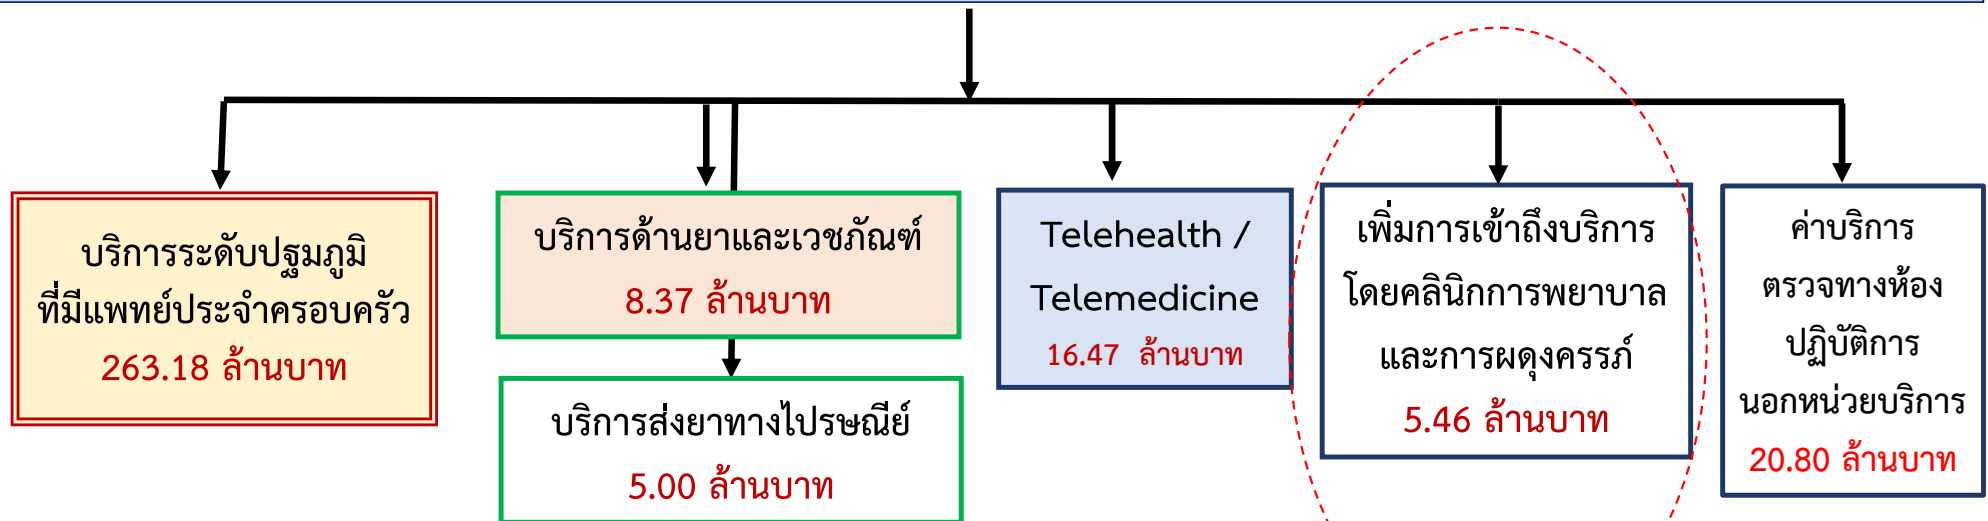 บริการระดับปฐมภูมิ
ที่มีแพทย์ประจำครอบครัว
263.18 ล้านบาท
บริการด้านยาและเวชภัณฑ์
8.37 ล้านบาท
บริการส่งยาทางไปรษณีย์
5.00 ล้านบาท
Telehealth /
Telemedicine
16.47 ล้านบาท
เพิ่มการเข้าถึงบริการ
โดยคลินิกการพยาบาล
และการผดุงครรภ์
5.46 ล้านบาท
ค่าบริการ
ตรวจทางห้อง
ปฏิบัติการ
นอกหน่วยบริการ
20.80 ล้านบาท